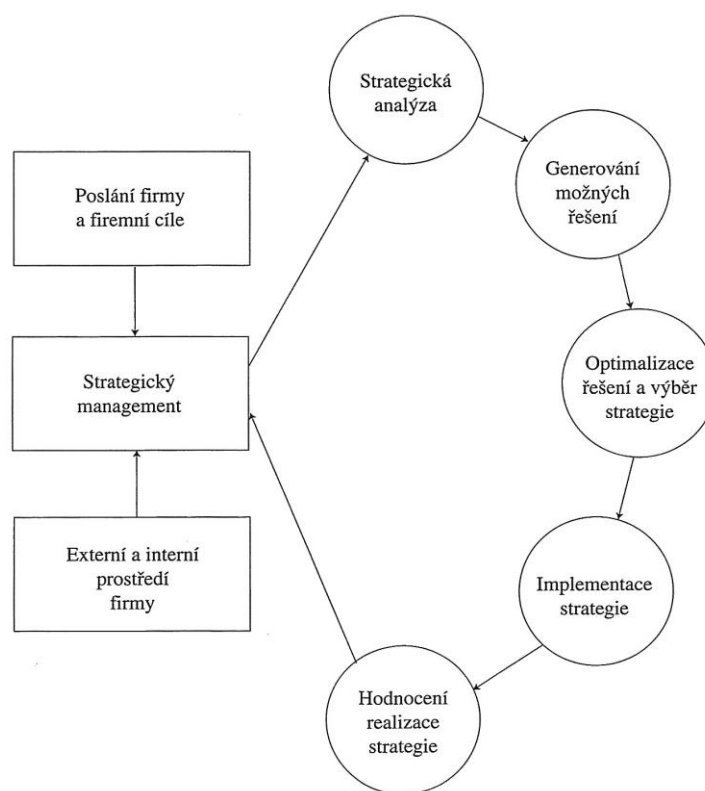 Strategická
analýza
Generování
možných
řešení
Poslání firmy
a firemní cíle
Strategický
management
Optimalizace
řešení a výběr
strategie
Externí a interní
prostředí
firmy
Implementace
strategie
Hodnocení
realizace
strategie